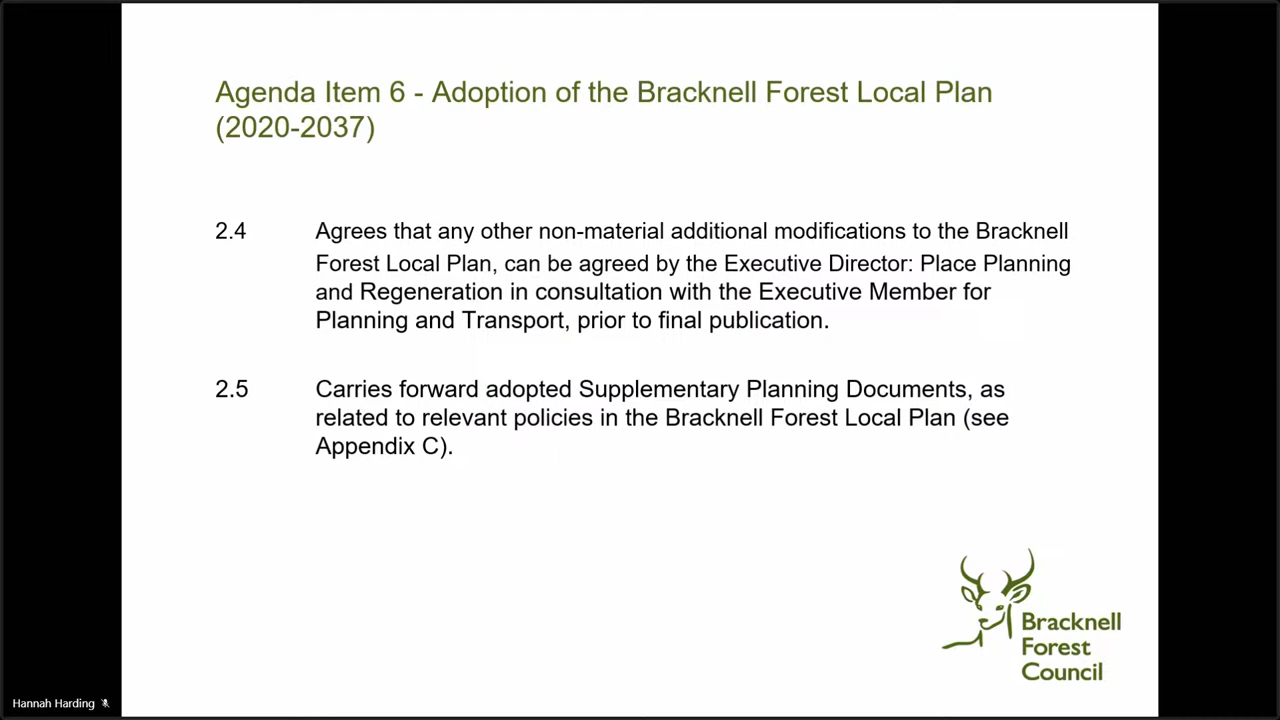 Agenda Item 6 - Adoption of the Bracknell Forest Local Plan
(2020-2037)
2.4 Agrees that any other non-material additional modifications to the Bracknell
Forest Local Plan, can be agreed by the Executive Director: Place Planning
and Regeneration in consultation with the Executive Member for
Planning and Transport, prior to final publication.
2.5 Carries forward adopted Supplementary Planning Documents, as
related to relevant policies in the Bracknell Forest Local Plan (see
Appendix C).
Bracknell
Forest
Council
Hannah Harding